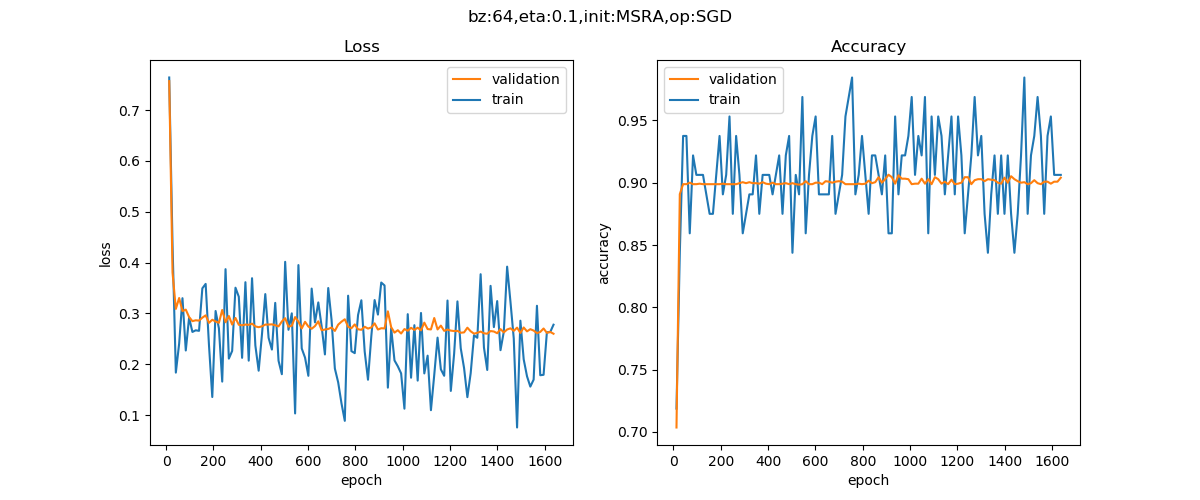 bz:64,eta:0.1,init:MSRA,op:SGD
Loss
validation
train
0.7
0.6
0.5
0.4
0.3
0.2
0.1
loss
0 200 400 600 800 1000 1200 1400 1600
epoch
Accuracy
validation
train
0.95
0.90
0.85
0.80
0.75
0.70
accuracy
0 200 400 600 800 1000 1200 1400 1600
epoch